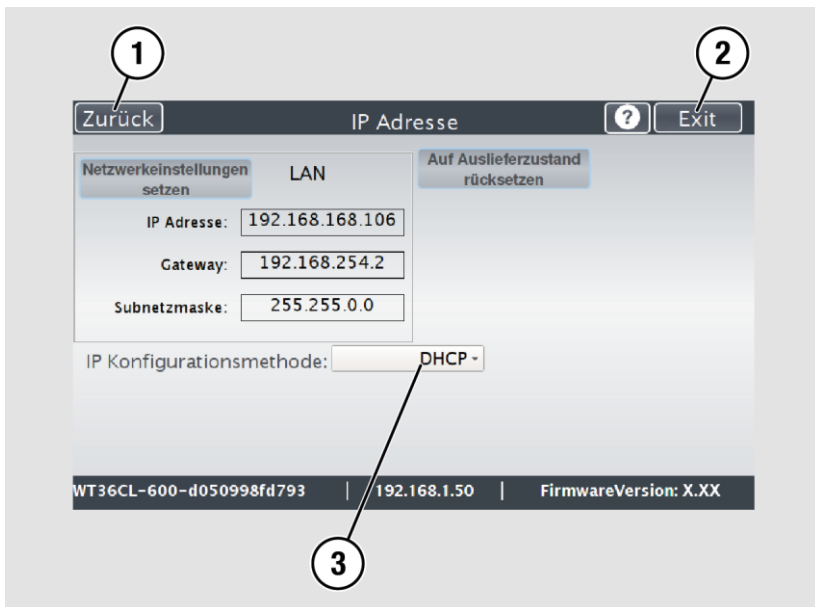 1
2
Zurück IP Adresse ? Exit
Netzwerkeinstellungen
setzen
LAN
Auf Auslieferzustand
rücksetzen
IP Adresse: 192.168.168.106
Gateway: 192.168.254.2
Subnetzmaske: 255.255.0.0
IP Konfigurationsmethode: DHCP
WT36CL-600-d050998fd793 | 192.168.1.50 | FirmwareVersion: X.XX
3